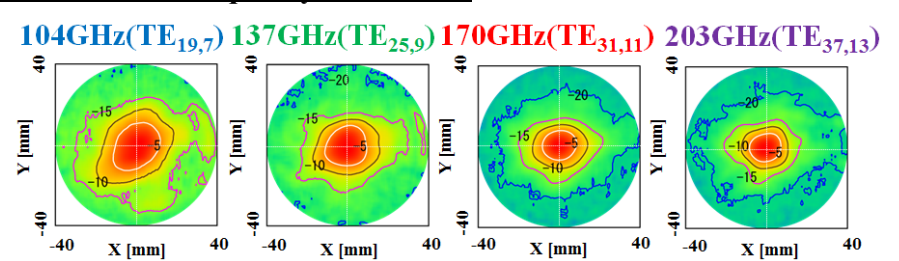 104GHz(TE19,7) 137GHz(TE25,9) 170GHz(TE31,11) 203GHz(TE37,13)
40 40 40 40
Y [mm] Y [mm] Y [mm] Y [mm]
-20 -20 -20
-15 -15 -15 -10
5 -5 -5 -5
-10 -10 -10 -15
-40 -40 -40 -40
-40 40 -40 40 -40 40 -40 40
X [mm] X [mm] X [mm] X [mm]